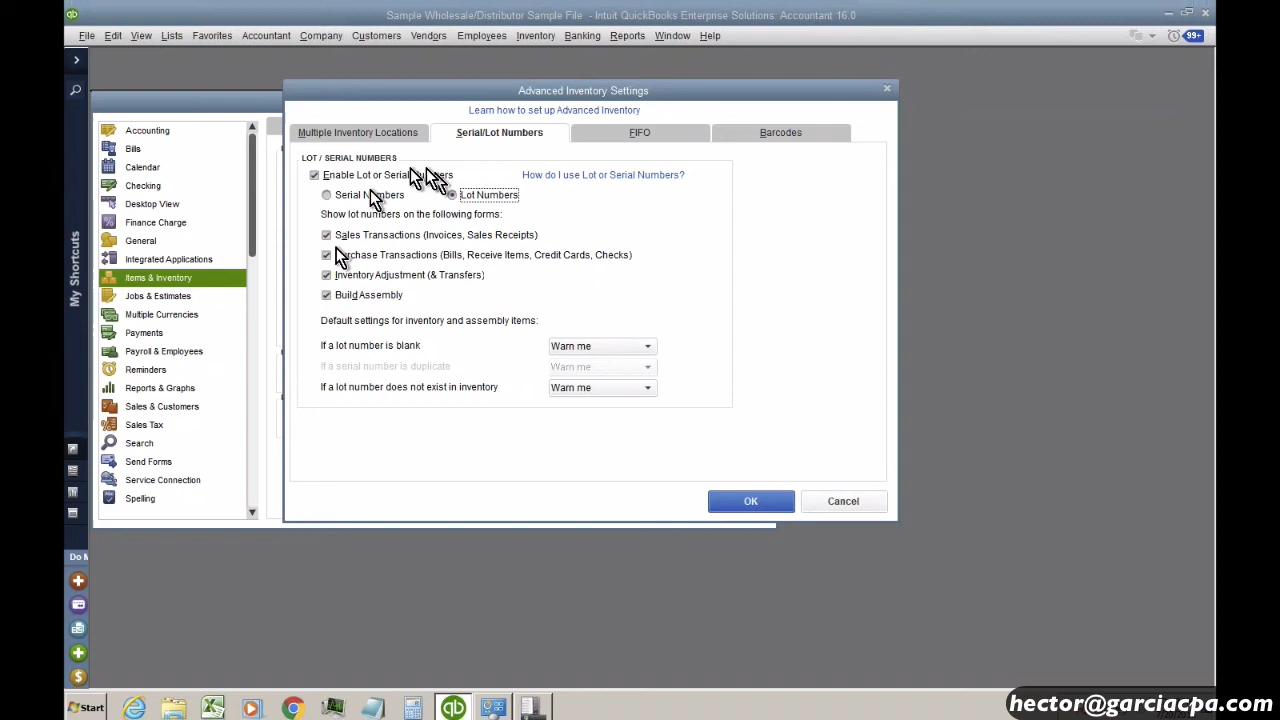 Sample Wholesale/Distributor Sample File - Intuit QuickBooks Enterprise Solutions: Accountant 16.0
File Edit View Lists Favorites Accountant Company Customers Vendors Employees Inventory Banking Reports Window Help
99+
Advanced Inventory Settings
Learn how to set up Advanced Inventory
Multiple Inventory Locations Serial/Lot Numbers FIFO Barcodes
LOT / SERIAL NUMBERS
Enable Lot or Serial Numbers How do I use Lot or Serial Numbers?
Serial Numbers Lot Numbers
Show lot numbers on the following forms:
Sales Transactions (Invoices, Sales Receipts)
Purchase Transactions (Bills, Receive Items, Credit Cards, Checks)
Inventory Adjustment (& Transfers)
Build Assembly
Default settings for inventory and assembly items:
If a lot number is blank Warn me
If a serial number is duplicate Warn me
If a lot number does not exist in inventory Warn me
OK Cancel
Accounting
Bills
Calendar
Checking
Desktop View
Finance Charge
General
Integrated Applications
Items & Inventory
Jobs & Estimates
Multiple Currencies
Payments
Payroll & Employees
Reminders
Reports & Graphs
Sales & Customers
Sales Tax
Search
Send Forms
Service Connection
Spelling
My Shortcuts
Do M
Start
hector@garciacpa.com